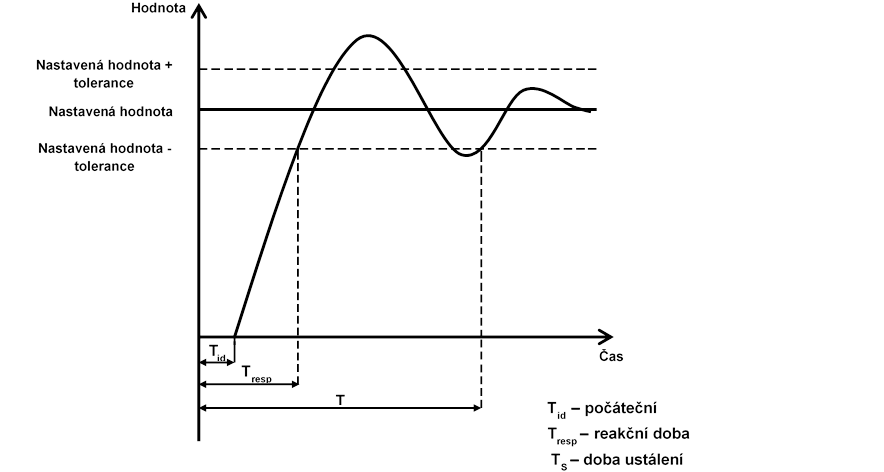 Hodnota
Nastavená hodnota +
tolerance
Nastavená hodnota
Nastavená hodnota -
tolerance
Čas
Tid
Tresp
T
Tid – počáteční
Tresp – reakční doba
TS – doba ustálení